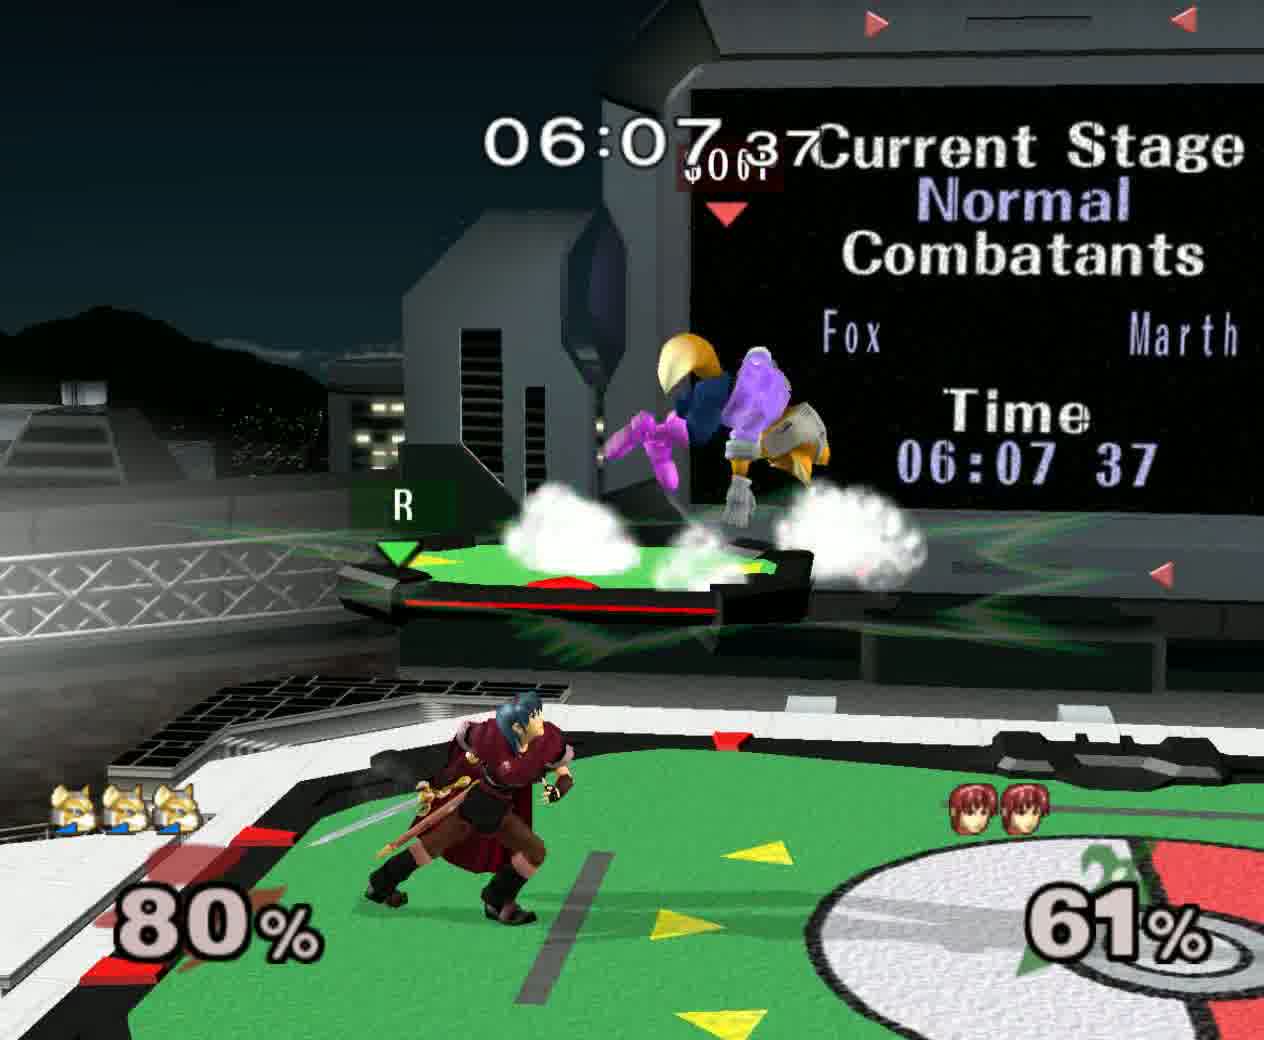 06:07 37
Current Stage
Normal
Combatants
Fox Marth
Time
06:07 37
R
80%
61%